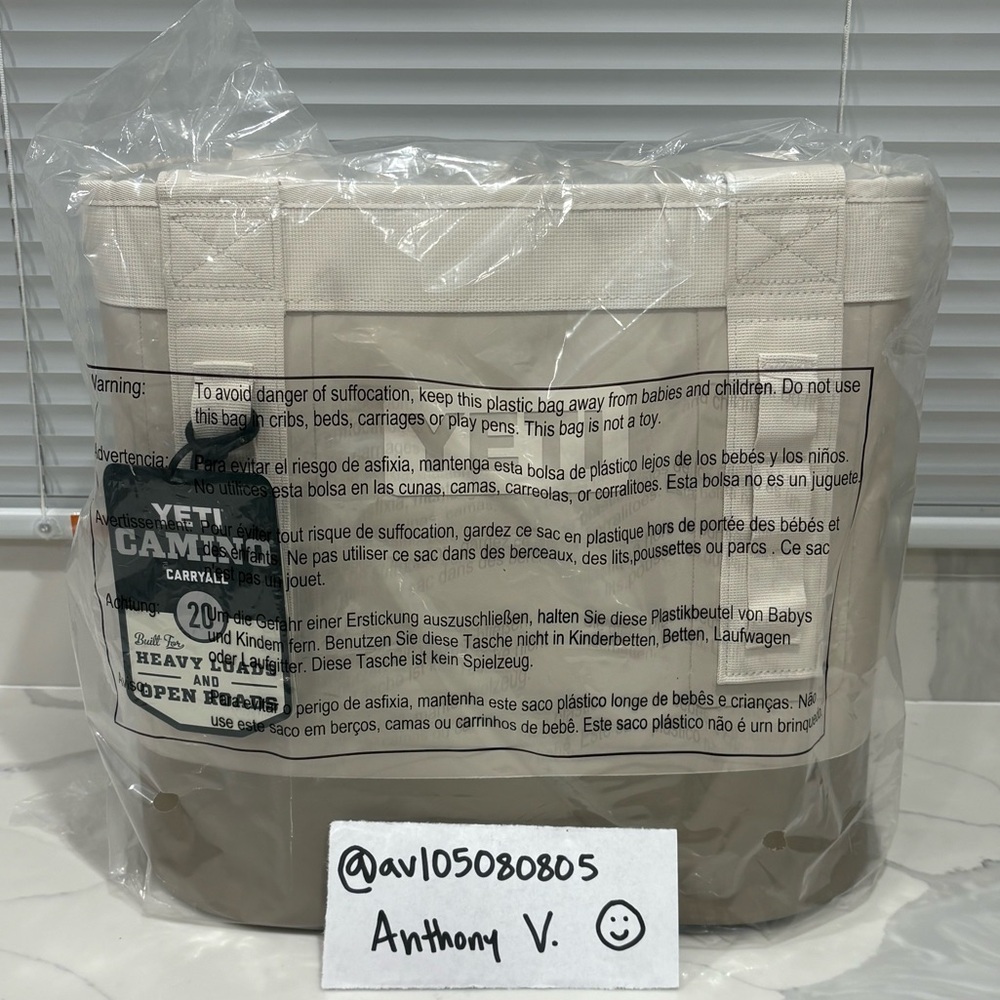 YETI
Warning:
To avoid danger of suffocation, keep this plastic bag away from babies and children. Do not use
this bag in cribs, beds, carriages or play pens. This bag is not a toy.
Advertencia:
Para evitar el riesgo de asfixia, mantenga esta bolsa de plástico lejos de los bebés y los niños.
No utilices esta bolsa en las cunas, camas, carreolas, or corralitoes. Esta bolsa no es un juguete.
Avertissement:
Pour éviter tout risque de suffocation, gardez ce sac en plastique hors de portée des bébés et
des enfants. Ne pas utiliser ce sac dans des berceaux, des lits,poussettes ou parcs . Ce sac
n'est pas un jouet.
Achtung:
Um die Gefahr einer Erstickung auszuschließen, halten Sie diese Plastikbeutel von Babys
und Kindern fern. Benutzen Sie diese Tasche nicht in Kinderbetten, Betten, Laufwagen
oder Laufgitter. Diese Tasche ist kein Spielzeug.
Para evitar o perigo de asfixia, mantenha este saco plástico longe de bebês e crianças. Não
use este saco em berços, camas ou carrinhos de bebê. Este saco plástico não é urn brinquedo
YETI
CAMINO
CARRYALL
20
Built For
HEAVY LOADS
AND
OPEN ROADS
@av105080805
Anthony V.